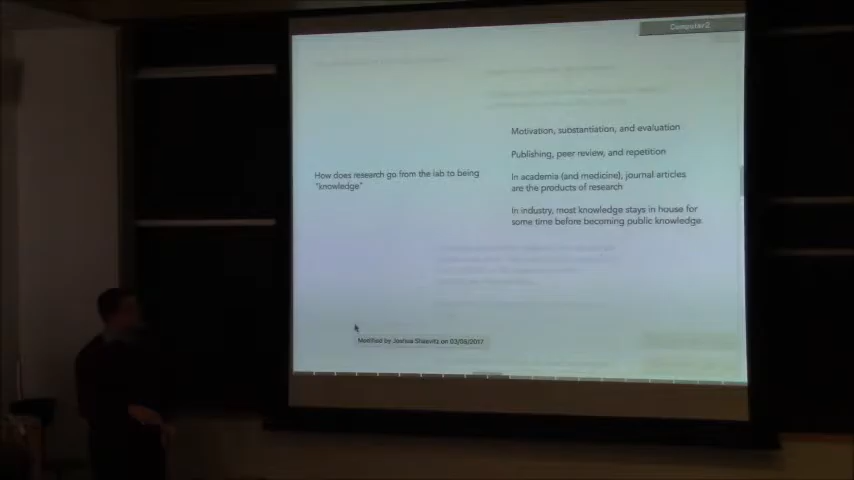 Computer2
How does research go from the lab to being
"knowledge"
Motivation, substantiation, and evaluation
Publishing, peer review, and repetition
In academia (and medicine), journal articles
are the products of research
In industry, most knowledge stays in house for
some time before becoming public knowledge.
Modified by Joshua on 03/06/2017